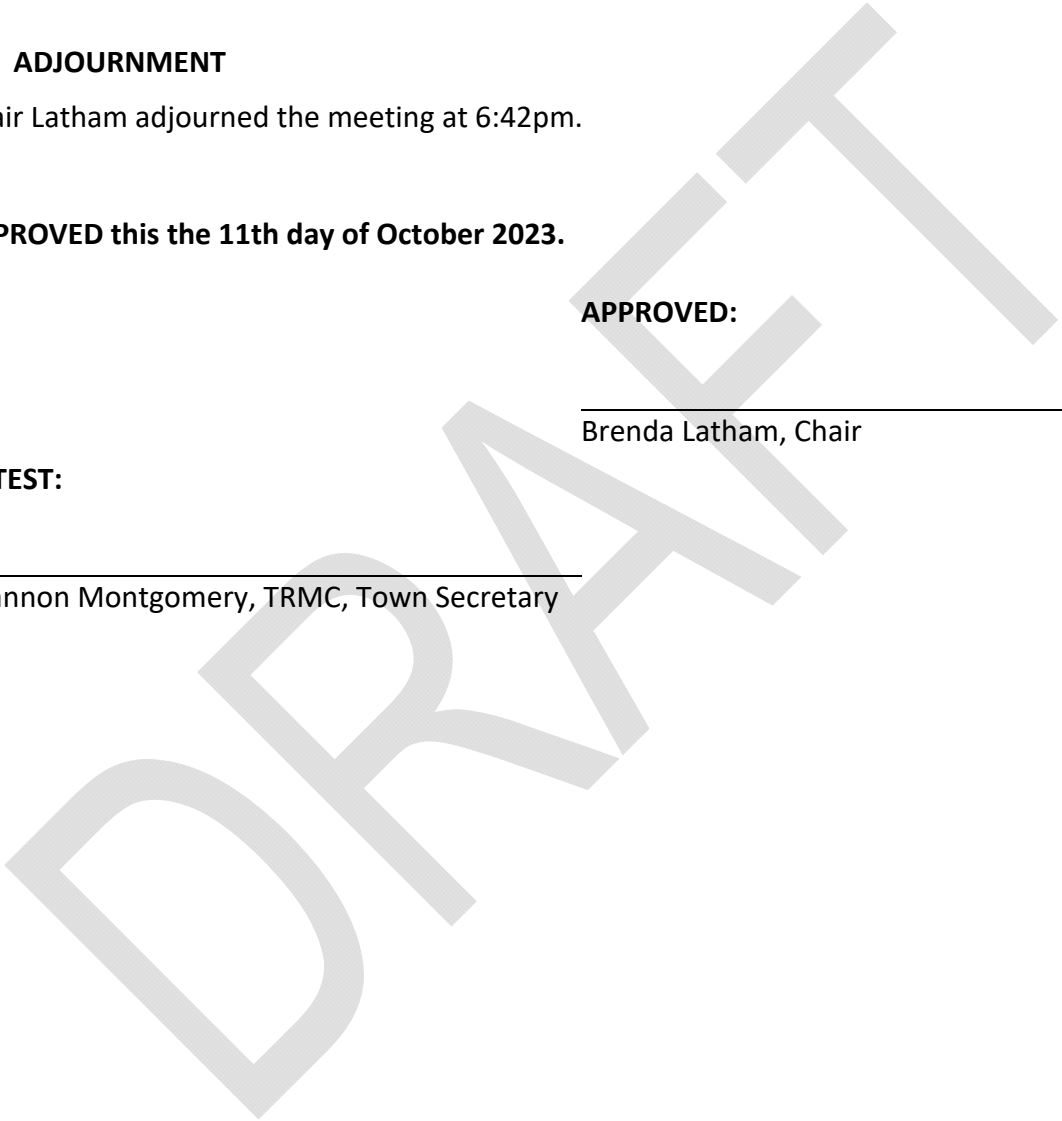 ADJOURNMENT
air Latham adjourned the meeting at 6:42pm.
PROVED this the 11th day of October 2023.
APPROVED:
Brenda Latham, Chair
TEST:
annon Montgomery, TRMC, Town Secretary
DRAFT